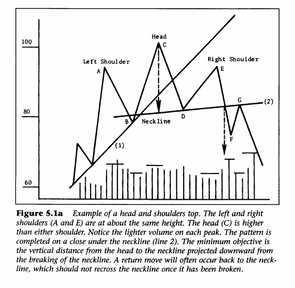 Head
100
C
Left Shoulder
Right Shoulder
A
E
G
80
(2)
B
Neckline
D
F
(1)
60
Figure 5.1a Example of a head and shoulders top. The left and right
shoulders (A and E) are at about the same height. The head (C) is higher
than either shoulder. Notice the lighter volume on each peak. The pattern is
completed on a close under the neckline (line 2). The minimum objective is
the vertical distance from the head to the neckline projected downward from
the breaking of the neckline. A return move will often occur back to the neck-
line, which should not recross the neckline once it has been broken.